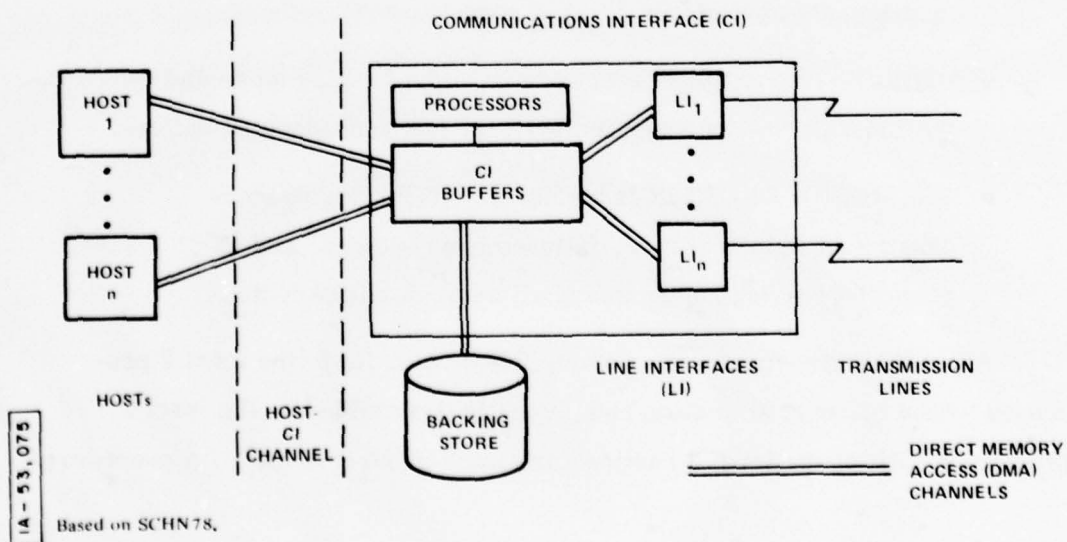 COMMUNICATIONS INTERFACE (CI)
HOST
1
PROCESSORS
LI1
CI
BUFFERS
HOST
n
LIn
HOSTs
HOST-
CI
CHANNEL
BACKING
STORE
LINE INTERFACES
(LI)
TRANSMISSION
LINES
DIRECT MEMORY
ACCESS (DMA)
CHANNELS
IA-53,075
Based on SCHN78.